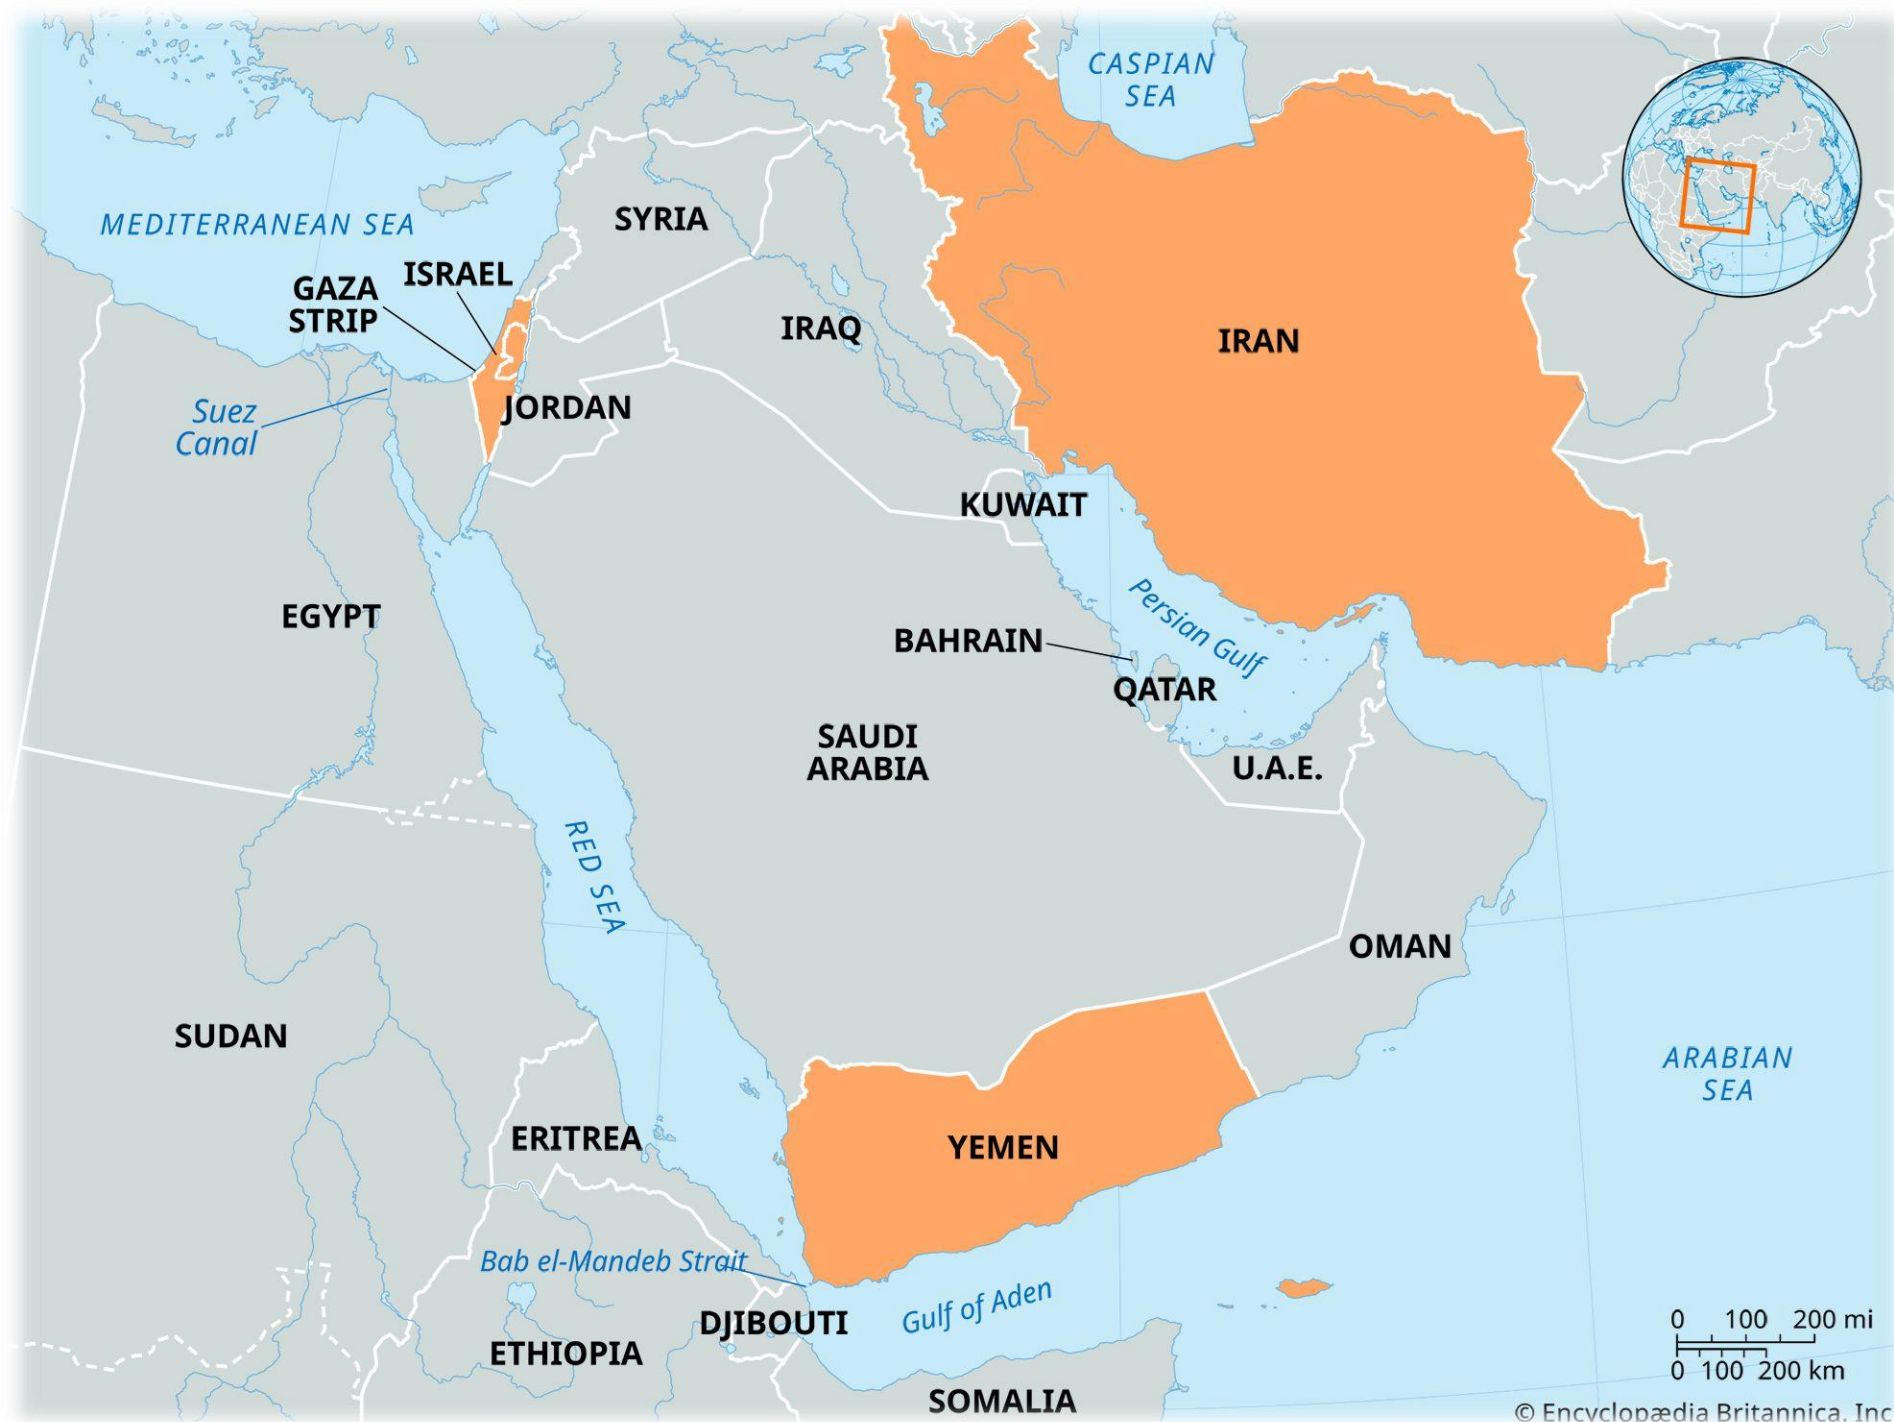 CASPIAN
SEA
MEDITERRANEAN SEA
SYRIA
GAZA
STRIP
ISRAEL
IRAQ
IRAN
Suez
Canal
JORDAN
KUWAIT
EGYPT
Persian Gulf
BAHRAIN
QATAR
SAUDI
ARABIA
U.A.E.
RED SEA
OMAN
SUDAN
ARABIAN
SEA
ERITREA
YEMEN
Bab el-Mandeb Strait
Gulf of Aden
DJIBOUTI
ETHIOPIA
SOMALIA
0 100 200 mi
0 100 200 km
© Encyclopædia Britannica, Inc